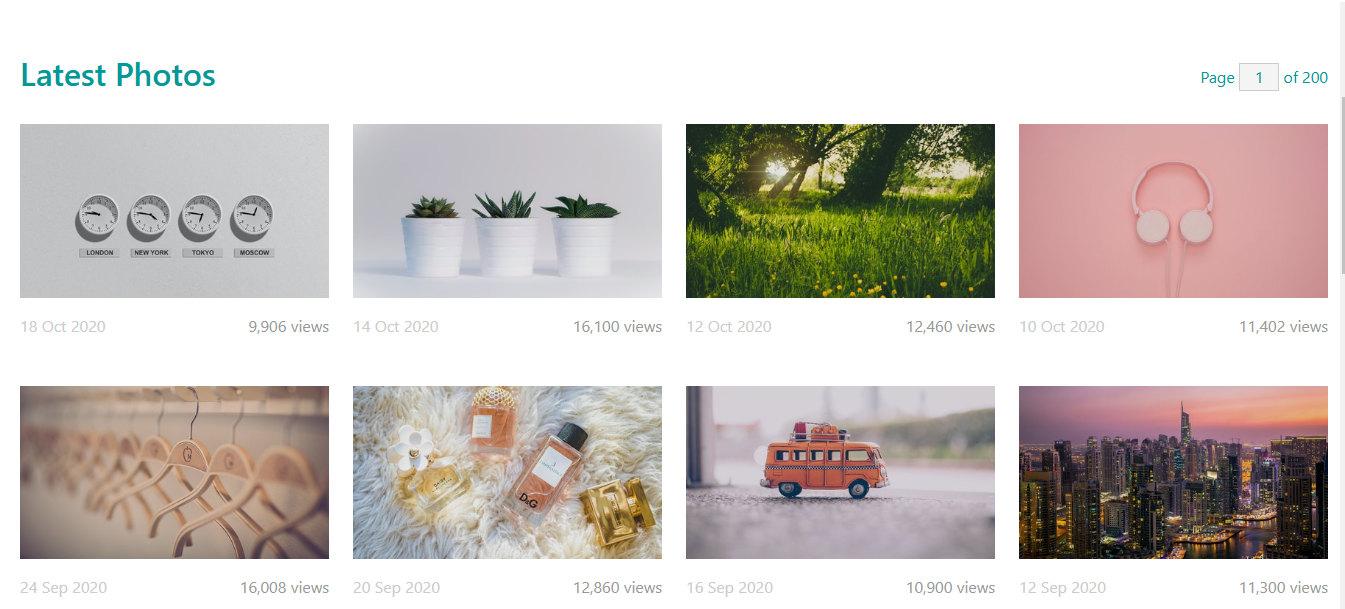 Latest Photos
Page 1 of 200
LONDON NEW YORK TOKYO MOSCOW
18 Oct 2020 9,906 views
14 Oct 2020 16,100 views
12 Oct 2020 12,460 views
10 Oct 2020 11,402 views
D&G
24 Sep 2020 16,008 views
20 Sep 2020 12,860 views
16 Sep 2020 10,900 views
12 Sep 2020 11,300 views